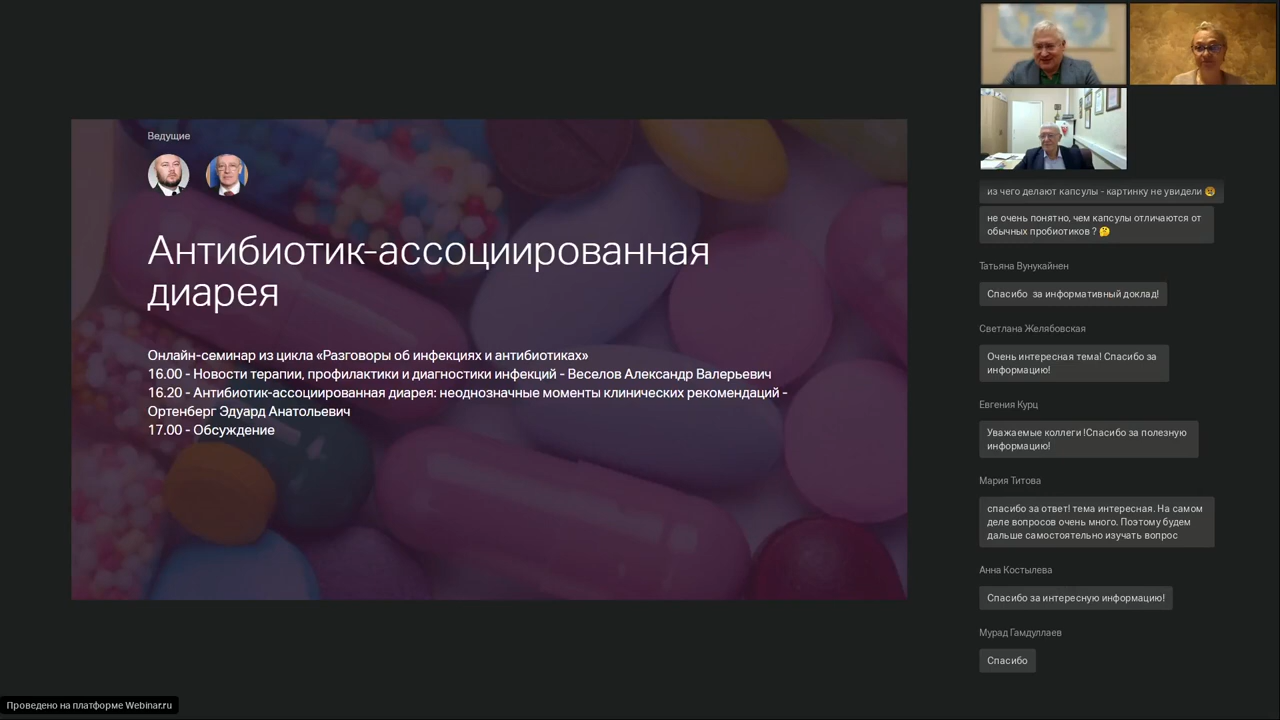 Ведущие
Антибиотик-ассоциированная
диарея
Онлайн-семинар из цикла «Разговоры об инфекциях и антибиотиках»
16.00 - Новости терапии, профилактики и диагностики инфекций - Веселов Александр Валерьевич
16.20 - Антибиотик-ассоциированная диарея: неоднозначные моменты клинических рекомендаций -
Ортенберг Эдуард Анатольевич
17.00 - Обсуждение
из чего делают капсулы - картинку не увидели 🧐
не очень понятно, чем капсулы отличаются от
обычных пробиотиков ? 🤔
Татьяна Вунукайнен
Спасибо за информативный доклад!
Светлана Желябовская
Очень интересная тема! Спасибо за
информацию!
Евгения Курц
Уважаемые коллеги !Спасибо за полезную
информацию!
Мария Титова
спасибо за ответ! тема интересная. На самом
деле вопросов очень много. Поэтому будем
дальше самостоятельно изучать вопрос
Анна Костылева
Спасибо за интересную информацию!
Мурад Гамдуллаев
Спасибо
Проведено на платформе Webinar.ru